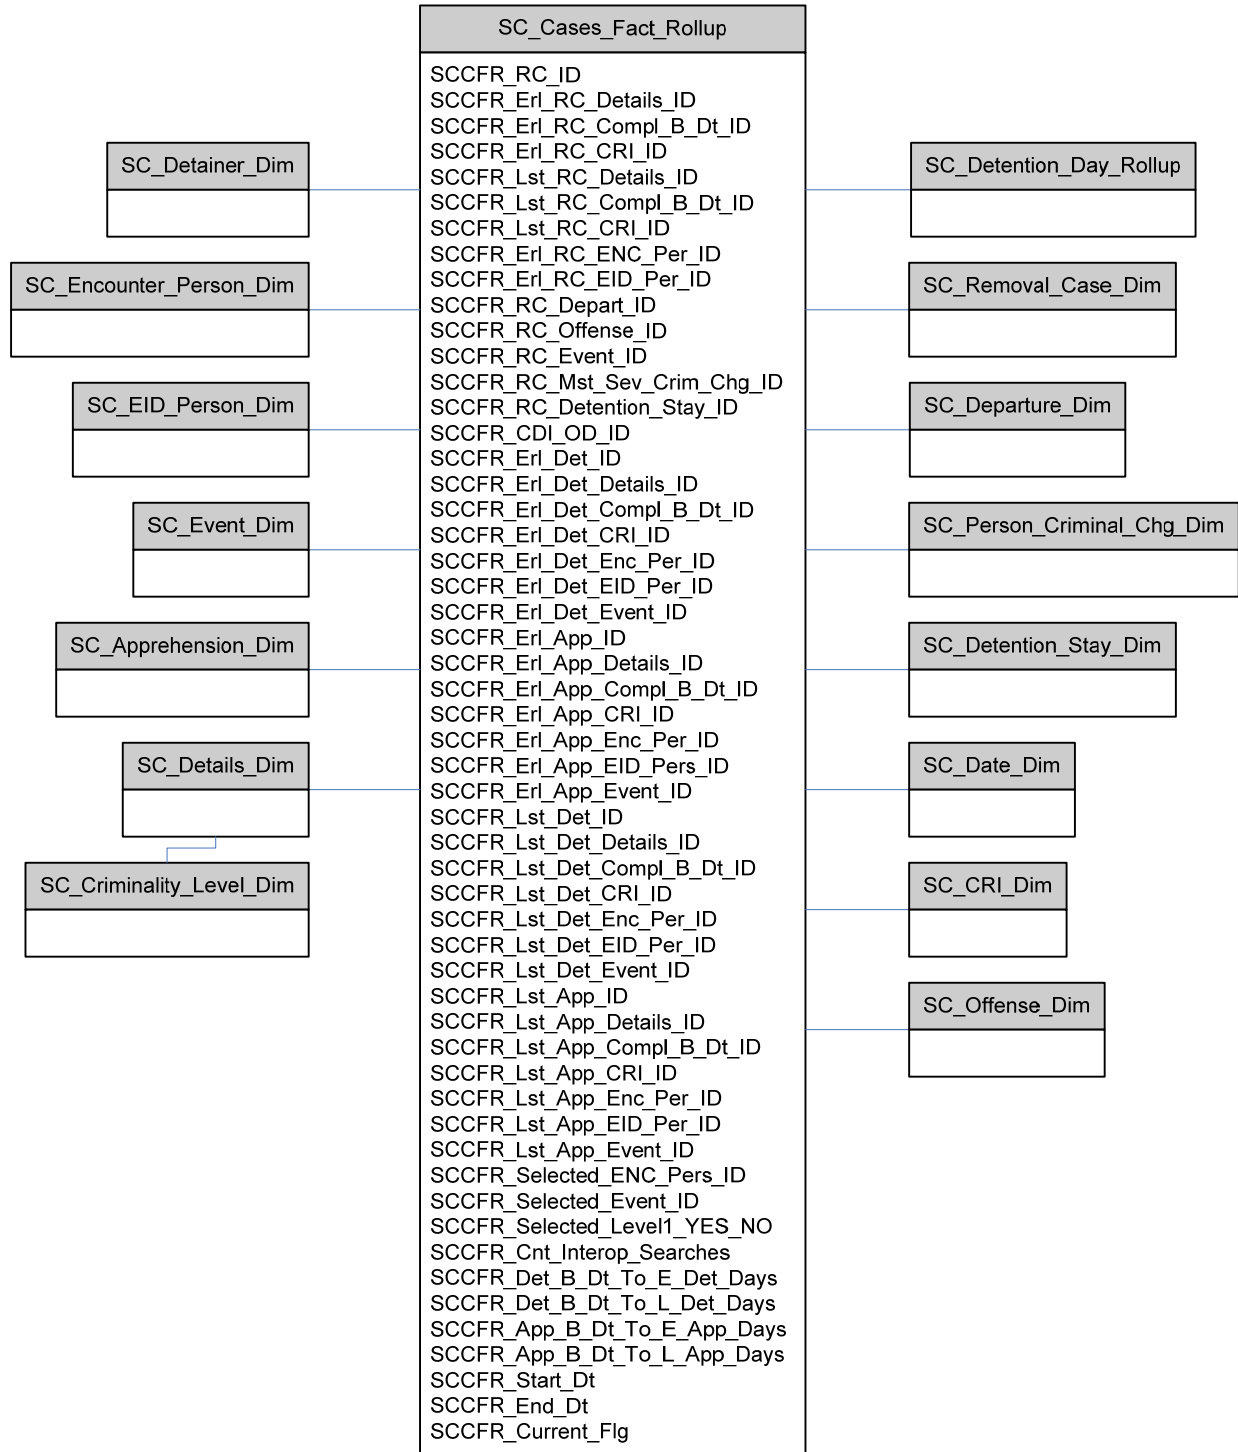 SC_Cases_Fact_Rollup
SCCFR_RC_ID
SCCFR_Erl_RC_Details_ID
SCCFR_Erl_RC_Compl_B_Dt_ID
SCCFR_Erl_RC_CRI_ID
SCCFR_Lst_RC_Details_ID
SCCFR_Lst_RC_Compl_B_Dt_ID
SCCFR_Lst_RC_CRI_ID
SCCFR_Erl_RC_ENC_Per_ID
SCCFR_Erl_RC_EID_Per_ID
SCCFR_RC_Depart_ID
SCCFR_RC_Offense_ID
SCCFR_RC_Event_ID
SCCFR_RC_Mst_Sev_Crim_Chg_ID
SCCFR_RC_Detention_Stay_ID
SCCFR_CDI_OD_ID
SCCFR_Erl_Det_ID
SCCFR_Erl_Det_Details_ID
SCCFR_Erl_Det_Compl_B_Dt_ID
SCCFR_Erl_Det_CRI_ID
SCCFR_Erl_Det_Enc_Per_ID
SCCFR_Erl_Det_EID_Per_ID
SCCFR_Erl_Det_Event_ID
SCCFR_Erl_App_ID
SCCFR_Erl_App_Details_ID
SCCFR_Erl_App_Compl_B_Dt_ID
SCCFR_Erl_App_CRI_ID
SCCFR_Erl_App_Enc_Per_ID
SCCFR_Erl_App_EID_Pers_ID
SCCFR_Erl_App_Event_ID
SCCFR_Lst_Det_ID
SCCFR_Lst_Det_Details_ID
SCCFR_Lst_Det_Compl_B_Dt_ID
SCCFR_Lst_Det_CRI_ID
SCCFR_Lst_Det_Enc_Per_ID
SCCFR_Lst_Det_EID_Per_ID
SCCFR_Lst_Det_Event_ID
SCCFR_Lst_App_ID
SCCFR_Lst_App_Details_ID
SCCFR_Lst_App_Compl_B_Dt_ID
SCCFR_Lst_App_CRI_ID
SCCFR_Lst_App_Enc_Per_ID
SCCFR_Lst_App_EID_Per_ID
SCCFR_Lst_App_Event_ID
SCCFR_Selected_ENC_Pers_ID
SCCFR_Selected_Event_ID
SCCFR_Selected_Level1_YES_NO
SCCFR_Cnt_Interop_Searches
SCCFR_Det_B_Dt_To_E_Det_Days
SCCFR_Det_B_Dt_To_L_Det_Days
SCCFR_App_B_Dt_To_E_App_Days
SCCFR_App_B_Dt_To_L_App_Days
SCCFR_Start_Dt
SCCFR_End_Dt
SCCFR_Current_Flg
SC_Detainer_Dim
SC_Encounter_Person_Dim
SC_EID_Person_Dim
SC_Event_Dim
SC_Apprehension_Dim
SC_Details_Dim
SC_Criminality_Level_Dim
SC_Detention_Day_Rollup
SC_Removal_Case_Dim
SC_Departure_Dim
SC_Person_Criminal_Chg_Dim
SC_Detention_Stay_Dim
SC_Date_Dim
SC_CRI_Dim
SC_Offense_Dim